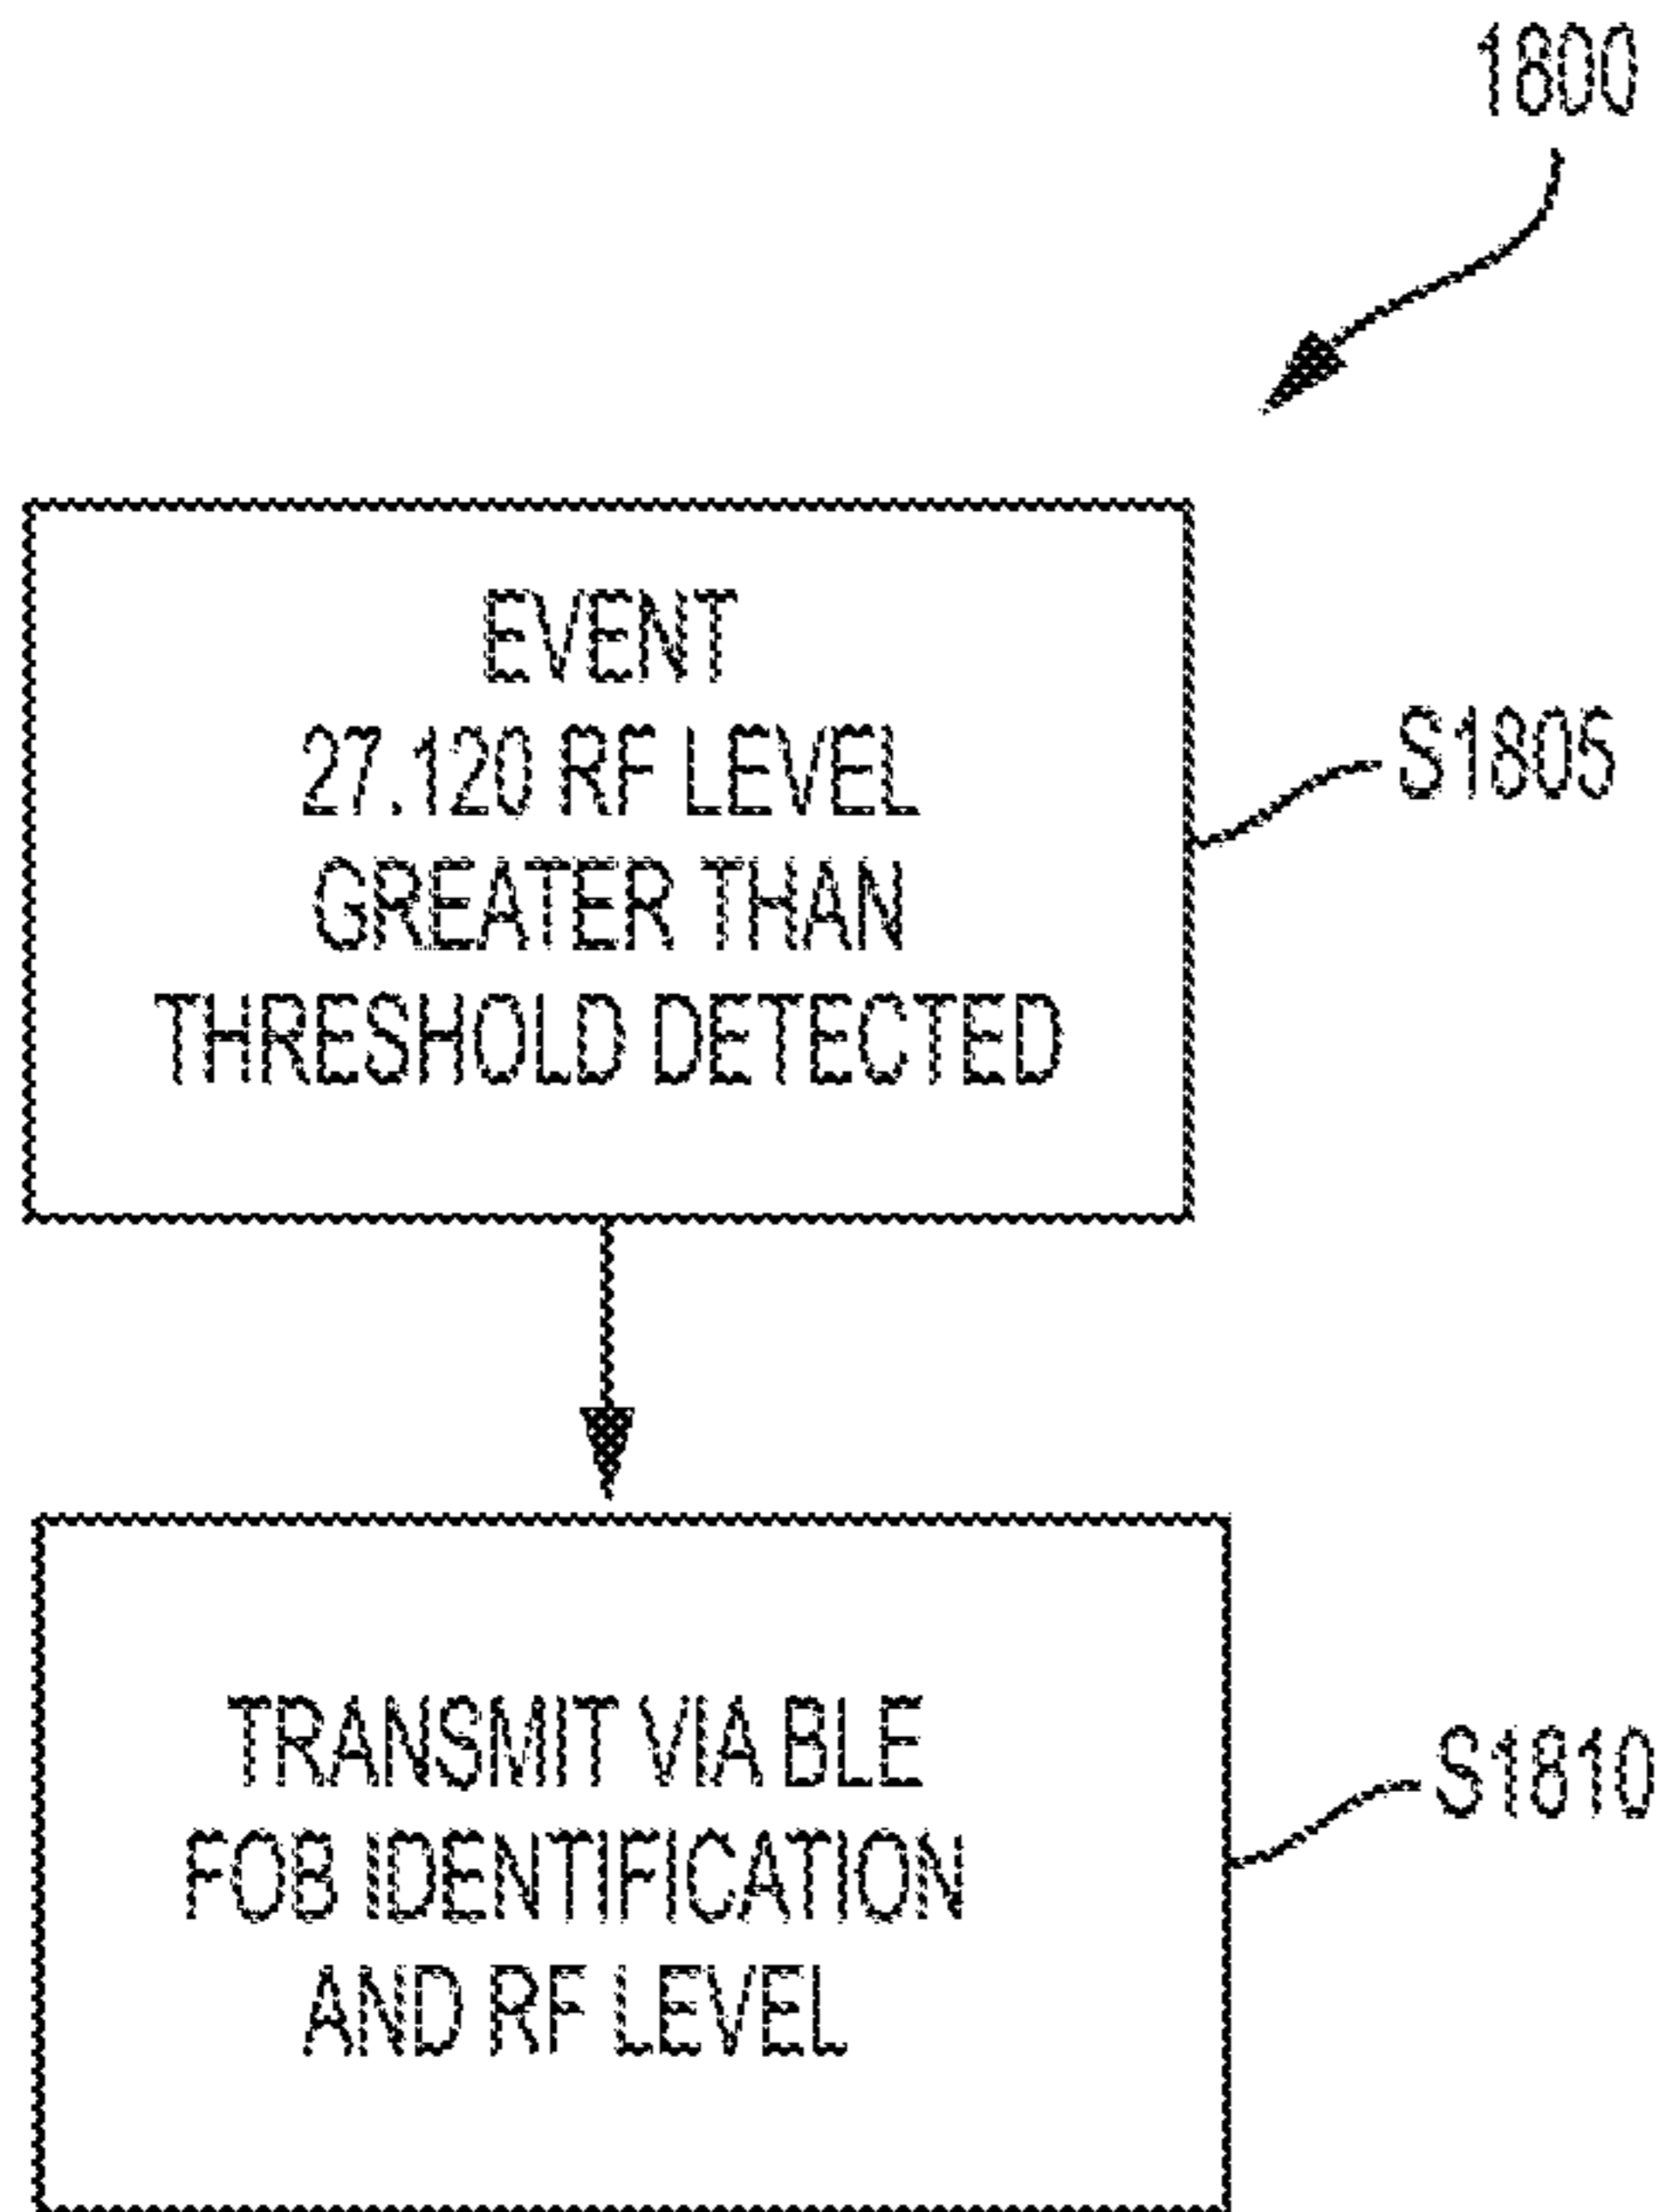 1800
EVENT
27.120 RF LEVEL
GREATER THAN
THRESHOLD DETECTED
S1805
TRANSMIT VIA BLE
FOB IDENTIFICATION
AND RF LEVEL
S1810